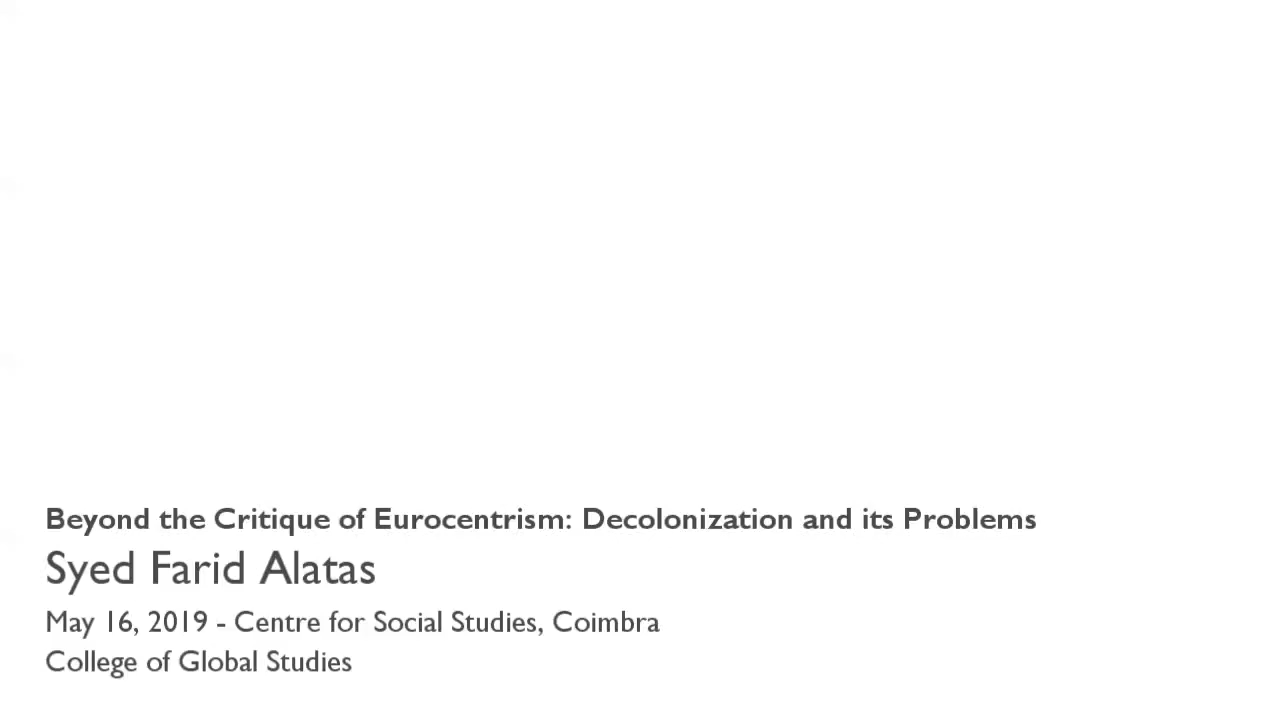 Beyond the Critique of Eurocentrism: Decolonization and its Problems
Syed Farid Alatas
May 16, 2019 - Centre for Social Studies, Coimbra
College of Global Studies